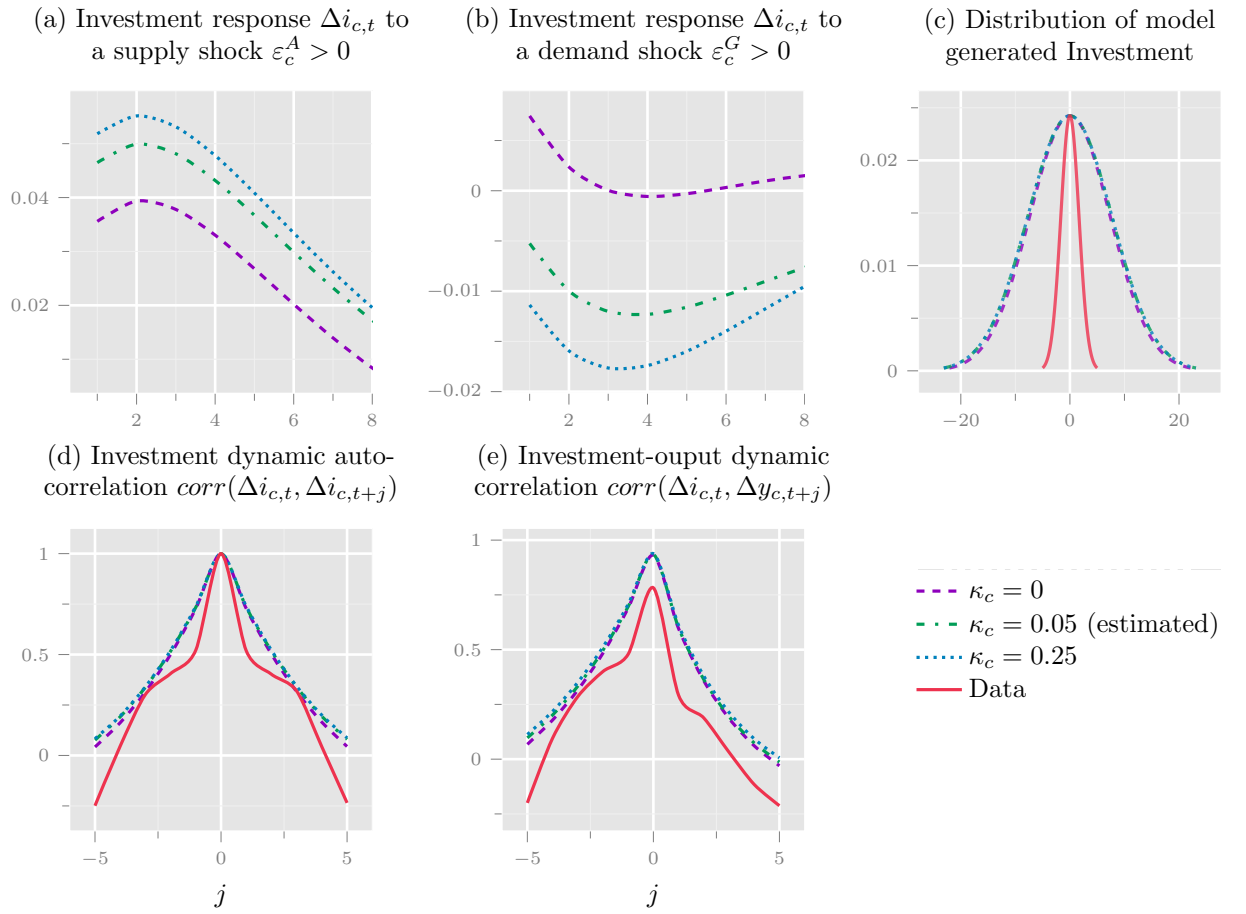 (a) Investment response Δi_{c,t} to
a supply shock ε_c^A > 0
0.04
0.02
2 4 6 8
(b) Investment response Δi_{c,t} to
a demand shock ε_c^G > 0
0
−0.01
−0.02
2 4 6 8
(c) Distribution of model
generated Investment
0.02
0.01
0
−20 0 20
(d) Investment dynamic auto-
correlation corr(Δi_{c,t}, Δi_{c,t+j})
1
0.5
0
−5 0 5
j
(e) Investment-ouput dynamic
correlation corr(Δi_{c,t}, Δy_{c,t+j})
1
0.5
0
−5 0 5
j
κ_c = 0
κ_c = 0.05 (estimated)
κ_c = 0.25
Data